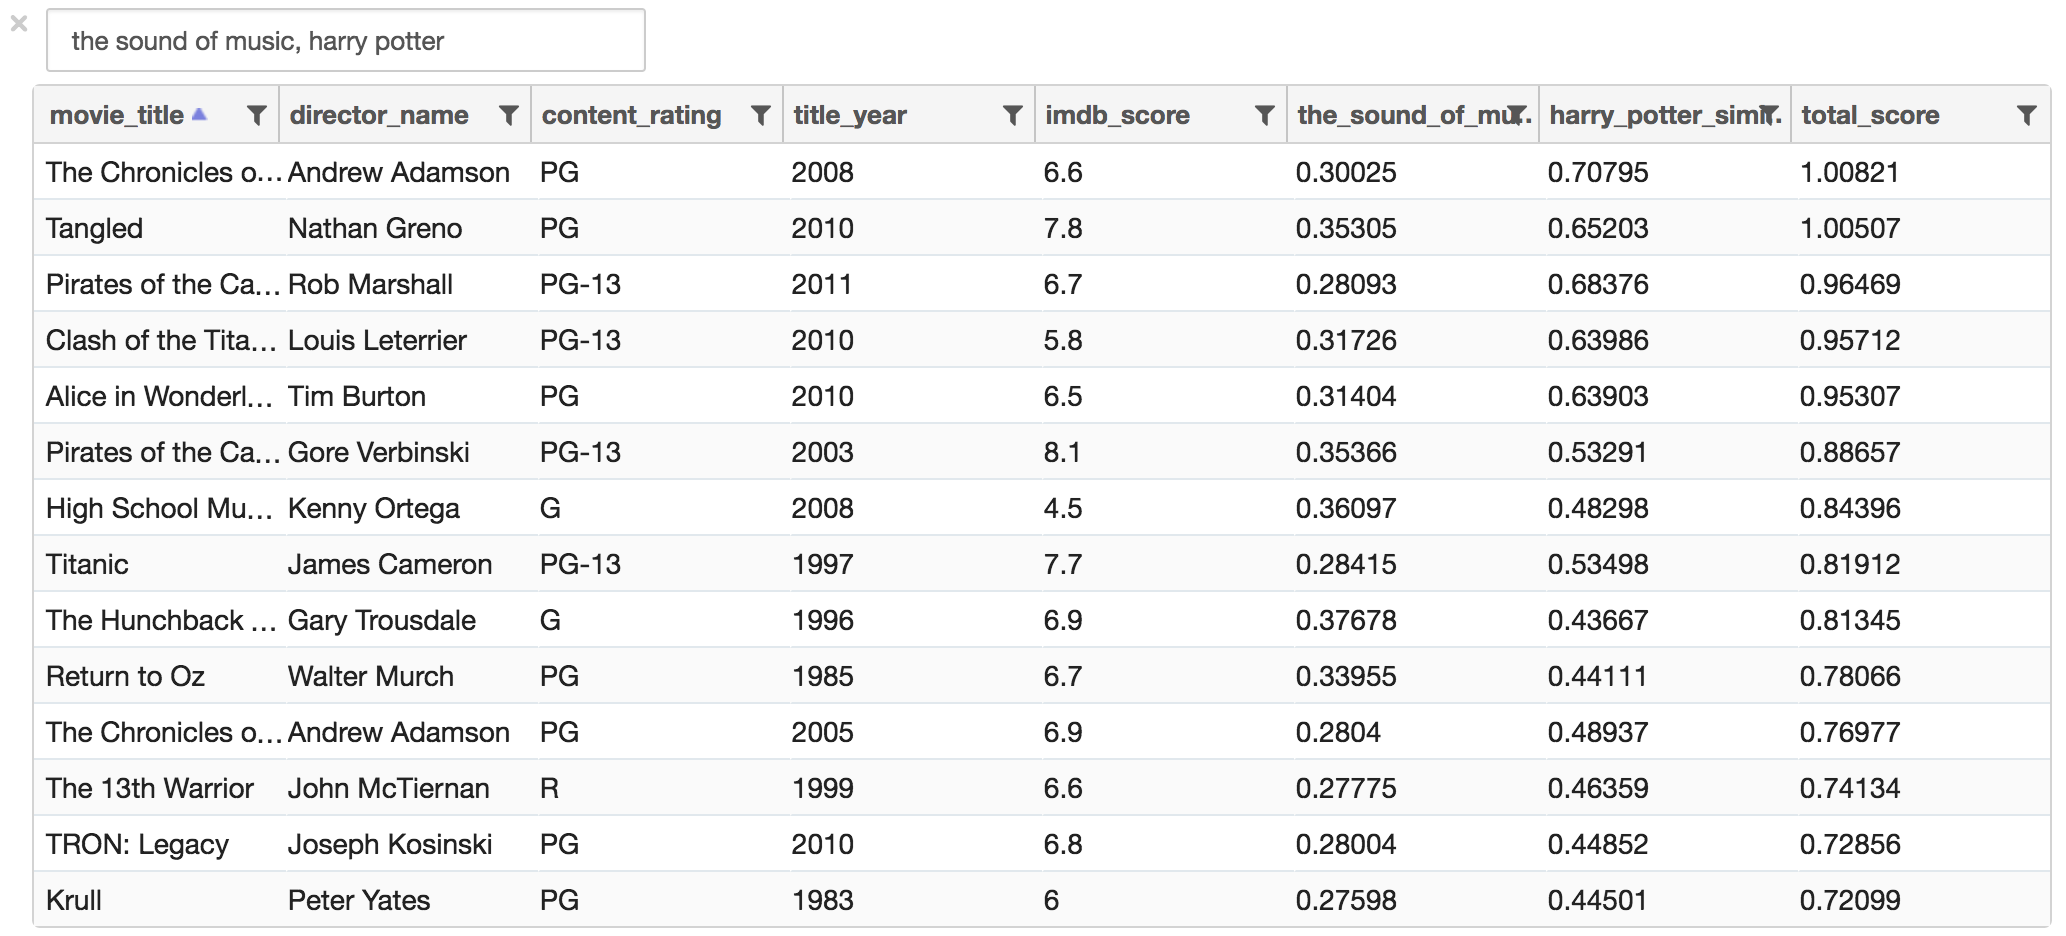 the sound of music, harry potter
movie_title director_name content_rating title_year imdb_score the_sound_of_mu... harry_potter_simi... total_score
The Chronicles o... Andrew Adamson PG 2008 6.6 0.30025 0.70795 1.00821
Tangled Nathan Greno PG 2010 7.8 0.35305 0.65203 1.00507
Pirates of the Ca... Rob Marshall PG-13 2011 6.7 0.28093 0.68376 0.96469
Clash of the Tita... Louis Leterrier PG-13 2010 5.8 0.31726 0.63986 0.95712
Alice in Wonderl... Tim Burton PG 2010 6.5 0.31404 0.63903 0.95307
Pirates of the Ca... Gore Verbinski PG-13 2003 8.1 0.35366 0.53291 0.88657
High School Mu... Kenny Ortega G 2008 4.5 0.36097 0.48298 0.84396
Titanic James Cameron PG-13 1997 7.7 0.28415 0.53498 0.81912
The Hunchback ... Gary Trousdale G 1996 6.9 0.37678 0.43667 0.81345
Return to Oz Walter Murch PG 1985 6.7 0.33955 0.44111 0.78066
The Chronicles o... Andrew Adamson PG 2005 6.9 0.2804 0.48937 0.76977
The 13th Warrior John McTiernan R 1999 6.6 0.27775 0.46359 0.74134
TRON: Legacy Joseph Kosinski PG 2010 6.8 0.28004 0.44852 0.72856
Krull Peter Yates PG 1983 6 0.27598 0.44501 0.72099